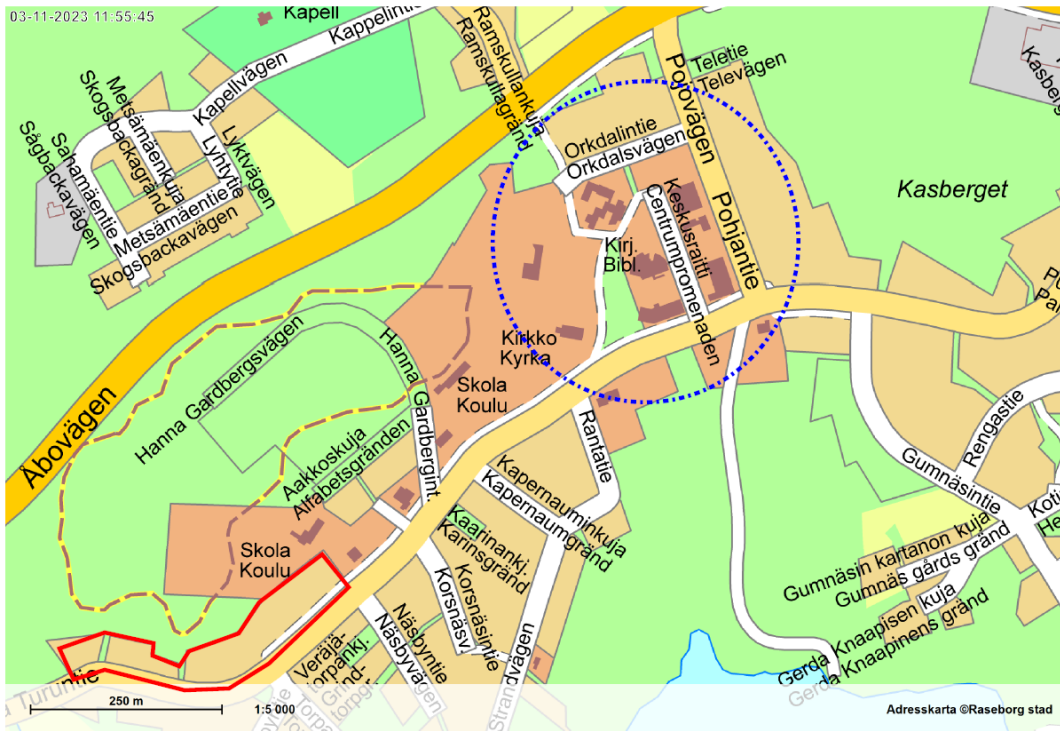 03-11-2023 11:55:45
Kapell
Kappelintie
Kapellvägen
Ramskullankuja
Ramskullagränd
Teletie
Televägen
Pogovägen
Pohjantie
Orkdalintie
Orkdalsvägen
Kasberget
Metsämäenkuja
Skogsbackagränd
Lyktvägen
Lyhtytie
Sahamäentie
Sågbackavägen
Metsämäentie
Skogsbackavägen
Keskusraitti
Centrumpromenaden
Kirj.
Bibl.
Kirkko
Kyrka
Skola
Koulu
Hanna Gardbergsvägen
Hanna Gardbergint.
Åbovägen
Aakkoskuja
Alfabetsgränden
Rantatie
Rengastie
Gumnäsintie
Kapernauminkuja
Kapernaumgränd
Kaarinankj.
Karinsgränd
Skola
Koulu
Korsnäsintie
Korsnäsv.
Gumnäsin kartanon kuja
Gumnäs gårds gränd
Gerda Knaapisen kuja
Gerda Knaapinens gränd
Näsbyntie
Näsbyvägen
Strandvägen
Turuntie
250 m
1:5 000
Adresskarta ©Raseborg stad